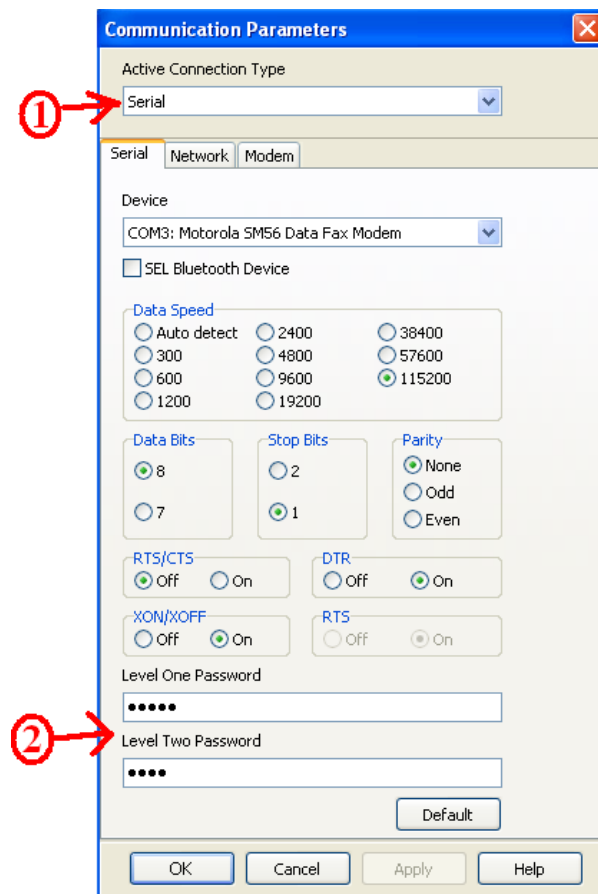 Communication Parameters
Active Connection Type
1
Serial
Serial Network Modem
Device
COM3: Motorola SM56 Data Fax Modem
SEL Bluetooth Device
Data Speed
Auto detect 2400 38400
300 4800 57600
600 9600 115200
1200 19200
Data Bits Stop Bits Parity
8 2 None
Odd
7 1 Even
RTS/CTS DTR
Off On Off On
XON/XOFF RTS
Off On Off On
Level One Password
•••••
2
Level Two Password
••••
Default
OK Cancel Apply Help